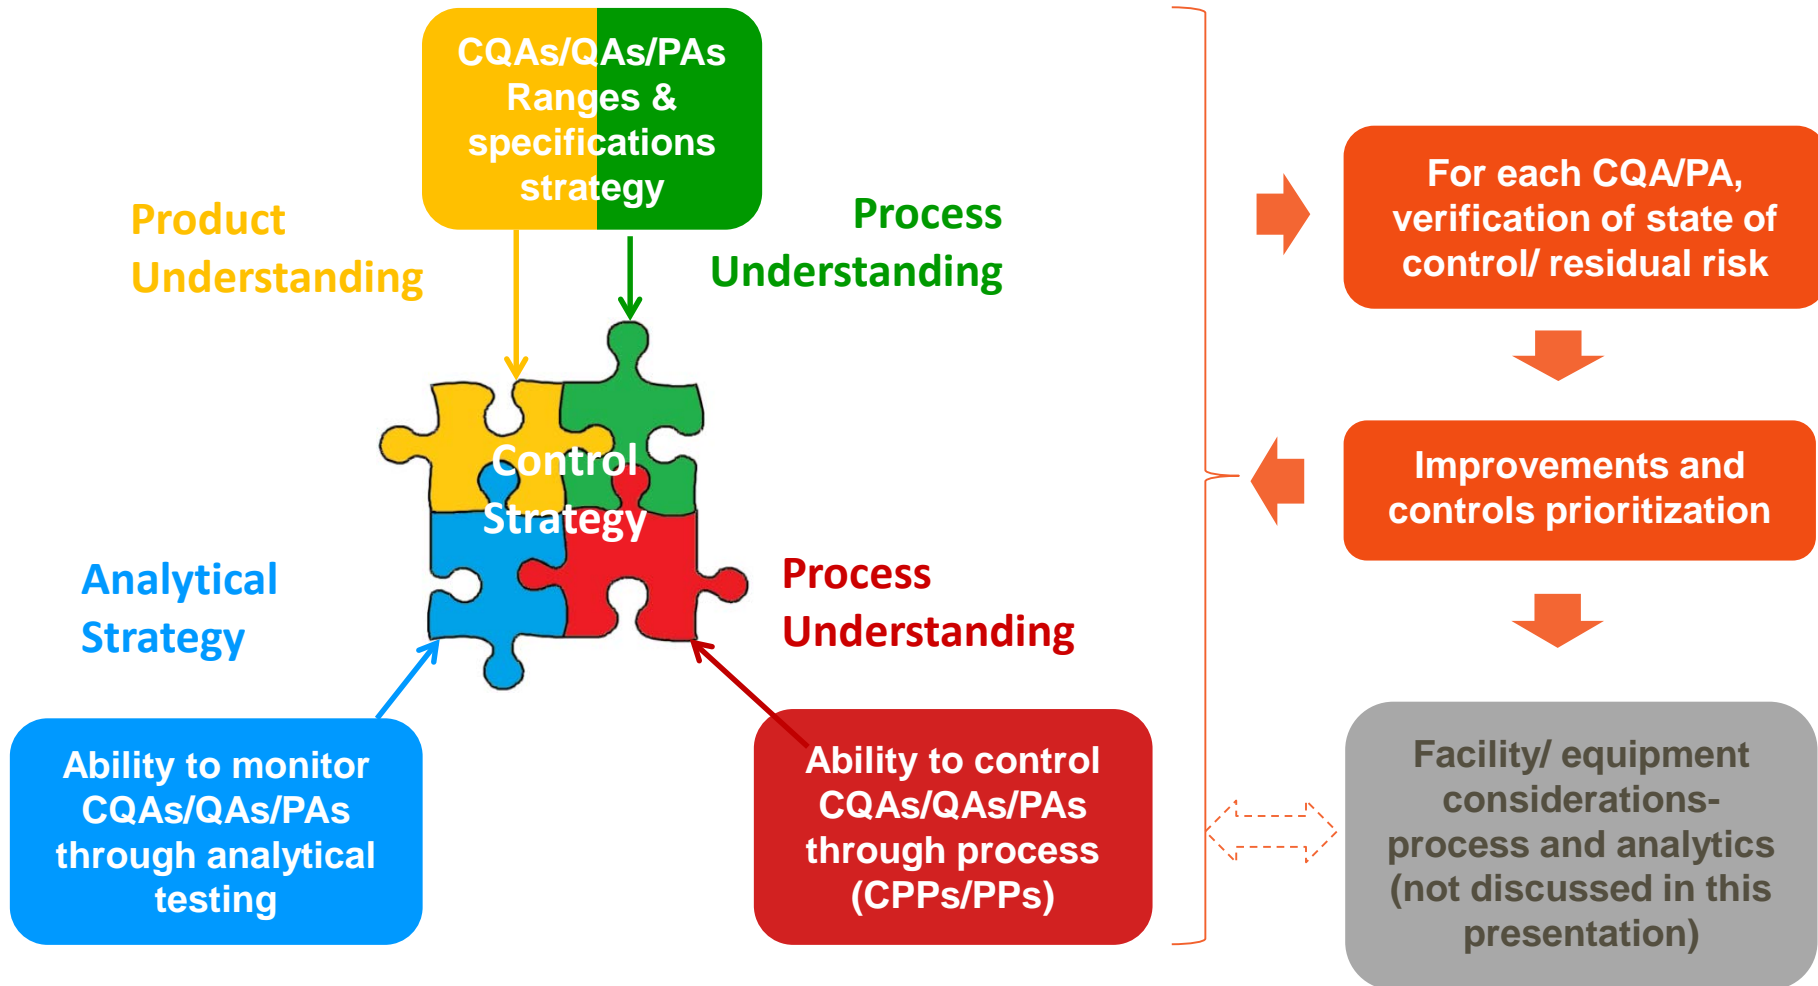 CQAs/QAs/PAs
Ranges &
specifications
strategy
Product
Understanding
Process
Understanding
Control
Strategy
Analytical
Strategy
Process
Understanding
Ability to monitor
CQAs/QAs/PAs
through analytical
testing
Ability to control
CQAs/QAs/PAs
through process
(CPPs/PPs)
For each CQA/PA,
verification of state of
control/ residual risk
Improvements and
controls prioritization
Facility/ equipment
considerations-
process and analytics
(not discussed in this
presentation)